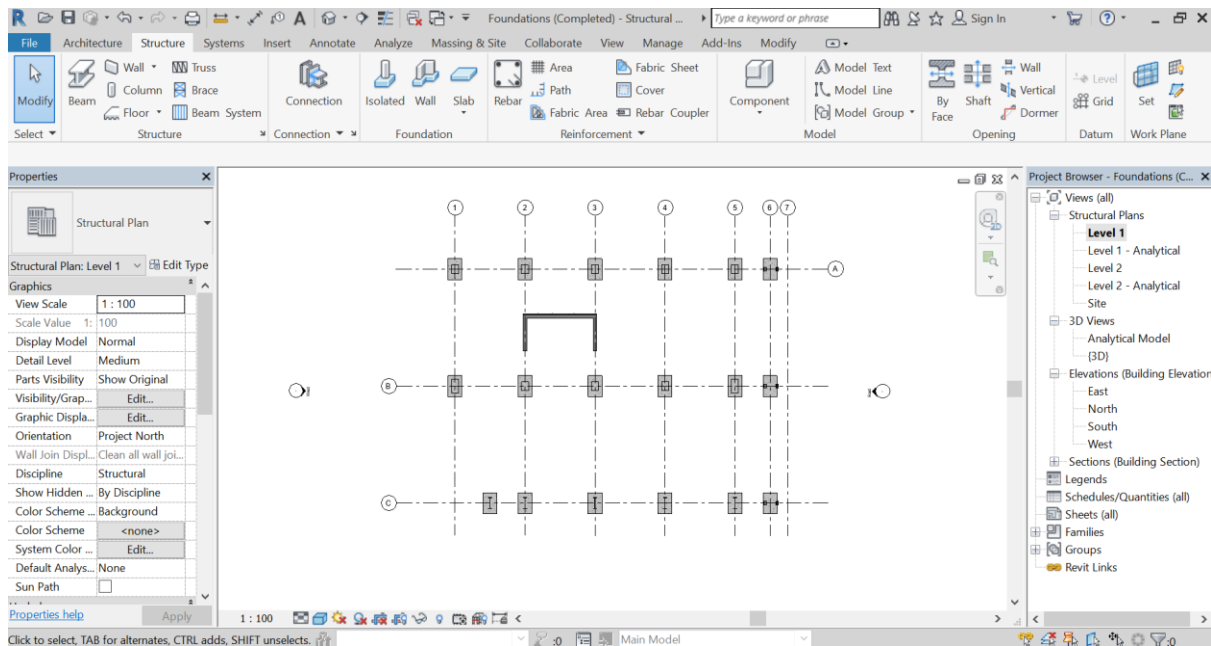 Foundations (Completed) - Structural ...
Type a keyword or phrase
Sign In
File Architecture Structure Systems Insert Annotate Analyze Massing & Site Collaborate View Manage Add-Ins Modify
Modify
Beam
Wall
Column
Floor
Truss
Brace
Beam System
Connection
Isolated Wall Slab
Rebar
Area
Path
Fabric Area
Fabric Sheet
Cover
Rebar Coupler
Component
Model Text
Model Line
Model Group
By Face
Shaft
Wall
Vertical
Dormer
Level
Grid
Set
Select Structure Connection Foundation Reinforcement Model Opening Datum Work Plane
Properties
Structural Plan
Structural Plan: Level 1 Edit Type
Graphics
View Scale 1 : 100
Scale Value 1: 100
Display Model Normal
Detail Level Medium
Parts Visibility Show Original
Visibility/Grap... Edit...
Graphic Displa... Edit...
Orientation Project North
Wall Join Displ... Clean all wall joi...
Discipline Structural
Show Hidden ... By Discipline
Color Scheme ... Background
Color Scheme <none>
System Color ... Edit...
Default Analys... None
Sun Path
Properties help Apply
1 2 3 4 5 6 7
A
B
C
1 : 100
Project Browser - Foundations (C...
Views (all)
Structural Plans
Level 1
Level 1 - Analytical
Level 2
Level 2 - Analytical
Site
3D Views
Analytical Model
{3D}
Elevations (Building Elevation
East
North
South
West
Sections (Building Section)
Legends
Schedules/Quantities (all)
Sheets (all)
Families
Groups
Revit Links
Click to select, TAB for alternates, CTRL adds, SHIFT unselects.
:0
Main Model
:0